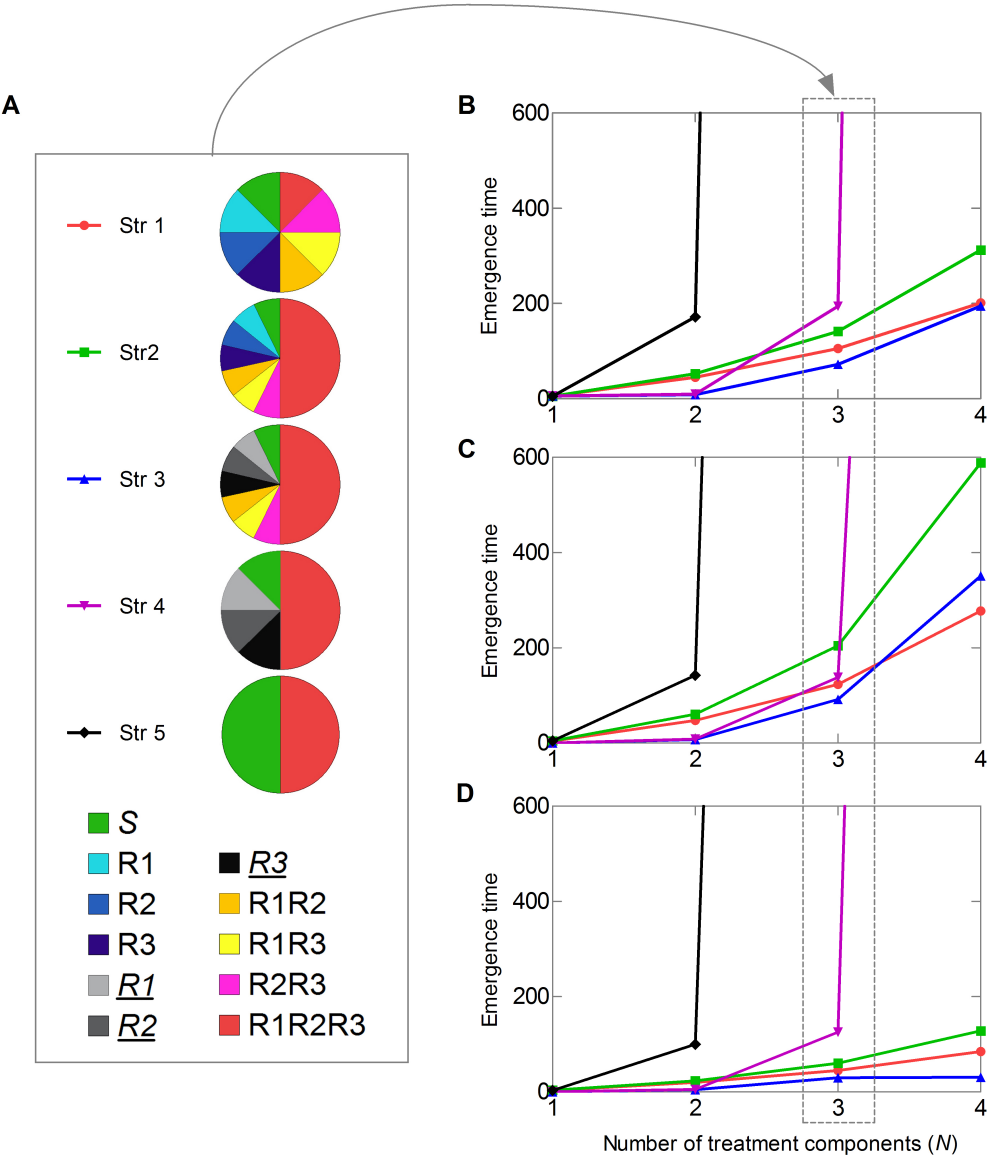 A
Str 1
Str2
Str 3
Str 4
Str 5
S
R1
R2
R3
R1
R2
R3
R1R2
R1R3
R2R3
R1R2R3
B
600
400
200
0
Emergence time
1 2 3 4
C
600
400
200
0
Emergence time
1 2 3 4
D
600
400
200
0
Emergence time
1 2 3 4
Number of treatment components (N)